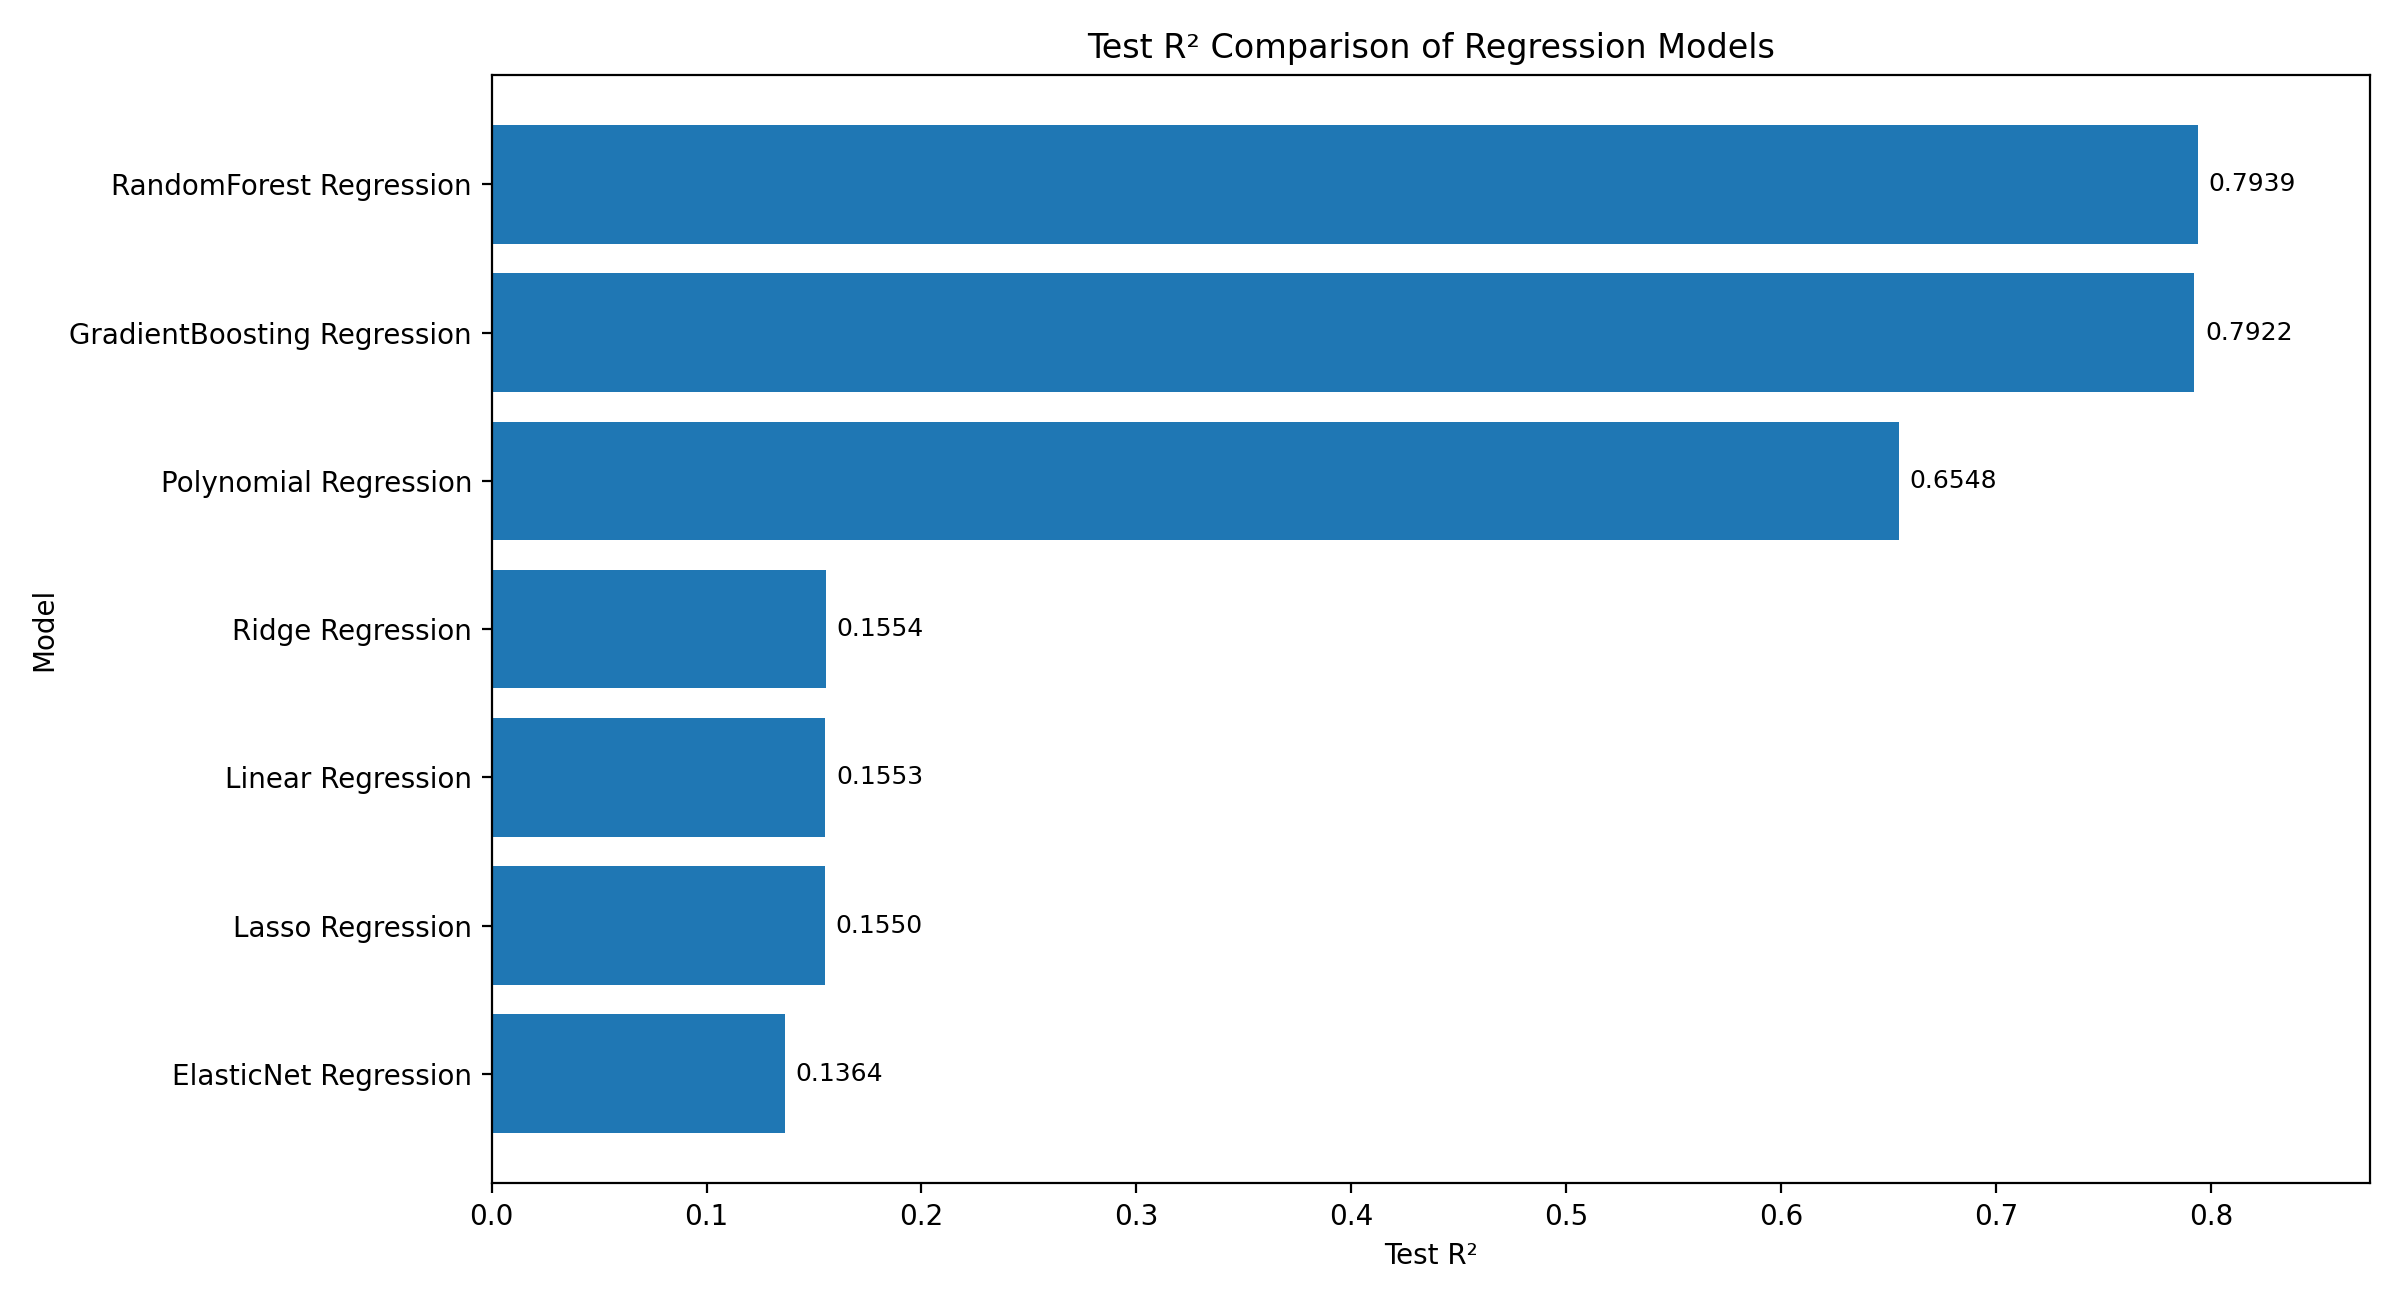 Test R² Comparison of Regression Models
Model
RandomForest Regression
0.7939
GradientBoosting Regression
0.7922
Polynomial Regression
0.6548
Ridge Regression
0.1554
Linear Regression
0.1553
Lasso Regression
0.1550
ElasticNet Regression
0.1364
0.0 0.1 0.2 0.3 0.4 0.5 0.6 0.7 0.8
Test R²